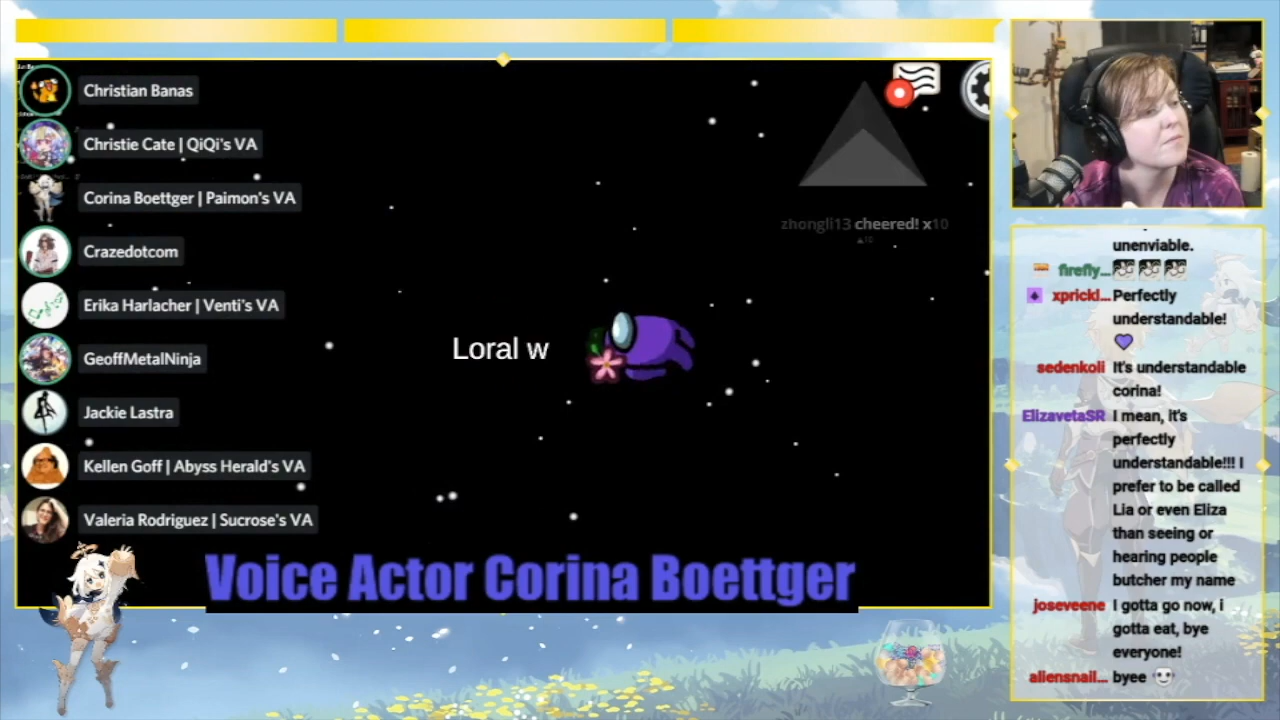 Christian Banas
Christie Cate | QiQi's VA
Corina Boettger | Paimon's VA
Crazedotcom
Erika Harlacher | Venti's VA
GeoffMetalNinja
Jackie Lastra
Kellen Goff | Abyss Herald's VA
Valeria Rodriguez | Sucrose's VA
Loral w
zhongli13 cheered! x10
▲10
Voice Actor Corina Boettger
unenviable.
firefly...
xprickl... Perfectly
understandable!
sedenkoli It's understandable
corina!
ElizavetaSR I mean, it's
perfectly
understandable!!! I
prefer to be called
Lia or even Eliza
than seeing or
hearing people
butcher my name
joseveene I gotta go now, i
gotta eat, bye
everyone!
aliensnail... byee